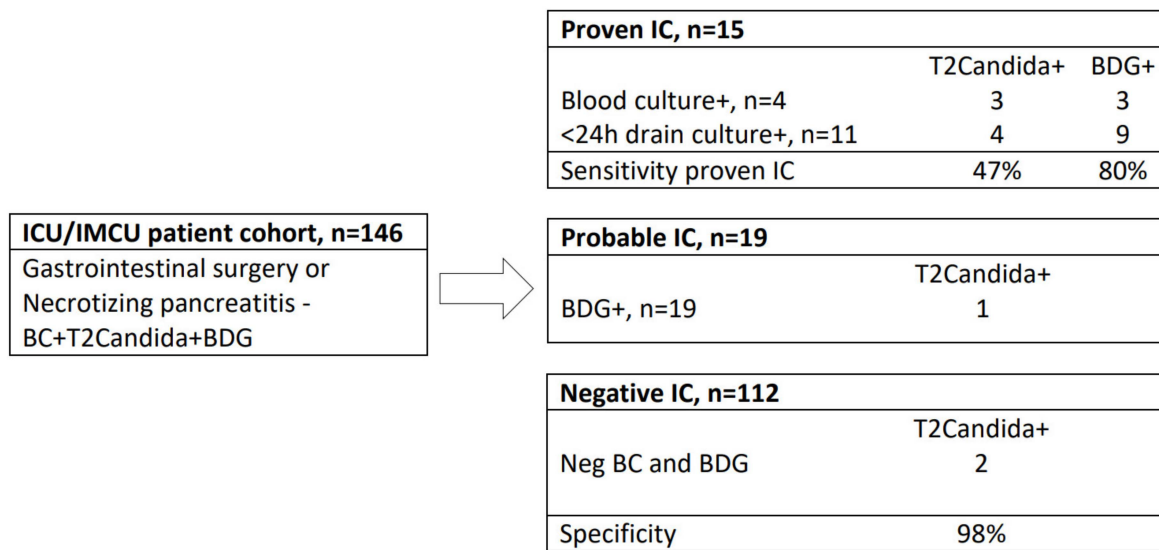 ICU/IMCU patient cohort, n=146
Gastrointestinal surgery or
Necrotizing pancreatitis -
BC+T2Candida+BDG
Proven IC, n=15
T2Candida+ BDG+
Blood culture+, n=4 3 3
<24h drain culture+, n=11 4 9
Sensitivity proven IC 47% 80%
Probable IC, n=19
T2Candida+
BDG+, n=19 1
Negative IC, n=112
T2Candida+
Neg BC and BDG 2
Specificity 98%